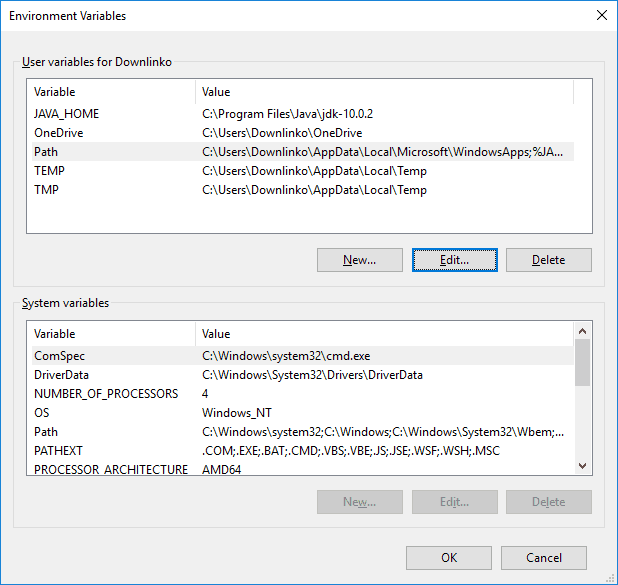 Environment Variables
User variables for Downlinko
Variable Value
JAVA_HOME C:\Program Files\Java\jdk-10.0.2
OneDrive C:\Users\Downlinko\OneDrive
Path C:\Users\Downlinko\AppData\Local\Microsoft\WindowsApps;%JA...
TEMP C:\Users\Downlinko\AppData\Local\Temp
TMP C:\Users\Downlinko\AppData\Local\Temp
New... Edit... Delete
System variables
Variable Value
ComSpec C:\Windows\system32\cmd.exe
DriverData C:\Windows\System32\Drivers\DriverData
NUMBER_OF_PROCESSORS 4
OS Windows_NT
Path C:\Windows\system32;C:\Windows;C:\Windows\System32\Wbem;...
PATHEXT .COM;.EXE;.BAT;.CMD;.VBS;.VBE;.JS;.JSE;.WSF;.WSH;.MSC
PROCESSOR_ARCHITECTURE AMD64
New... Edit... Delete
OK Cancel